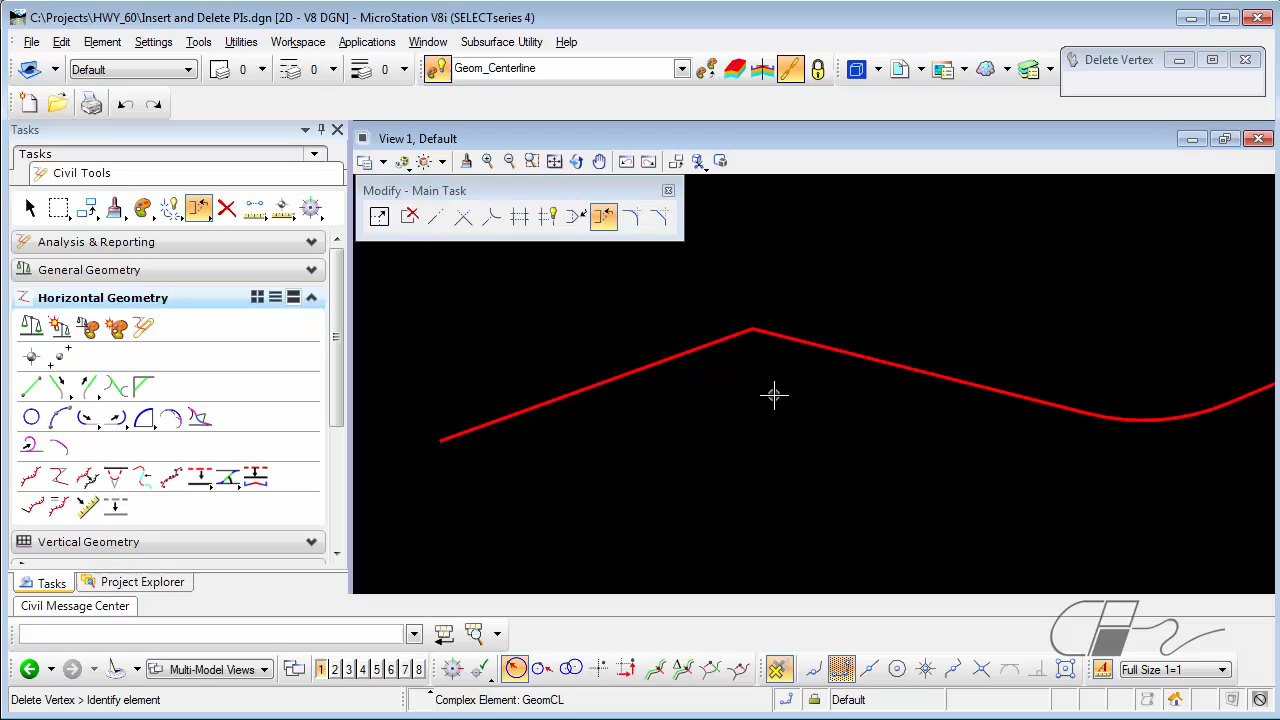 C:\Projects\HWY_60\Insert and Delete PIs.dgn [2D - V8 DGN] - MicroStation V8i (SELECTseries 4)
File Edit Element Settings Tools Utilities Workspace Applications Window Subsurface Utility Help
Default 0 0 0 Geom_Centerline
Delete Vertex
Tasks
View 1, Default
Tasks
Civil Tools
Modify - Main Task
Analysis & Reporting
General Geometry
Horizontal Geometry
Vertical Geometry
Tasks Project Explorer
Civil Message Center
Multi-Model Views 1 2 3 4 5 6 7 8 Full Size 1=1
Delete Vertex > Identify element Complex Element: GeomCL Default